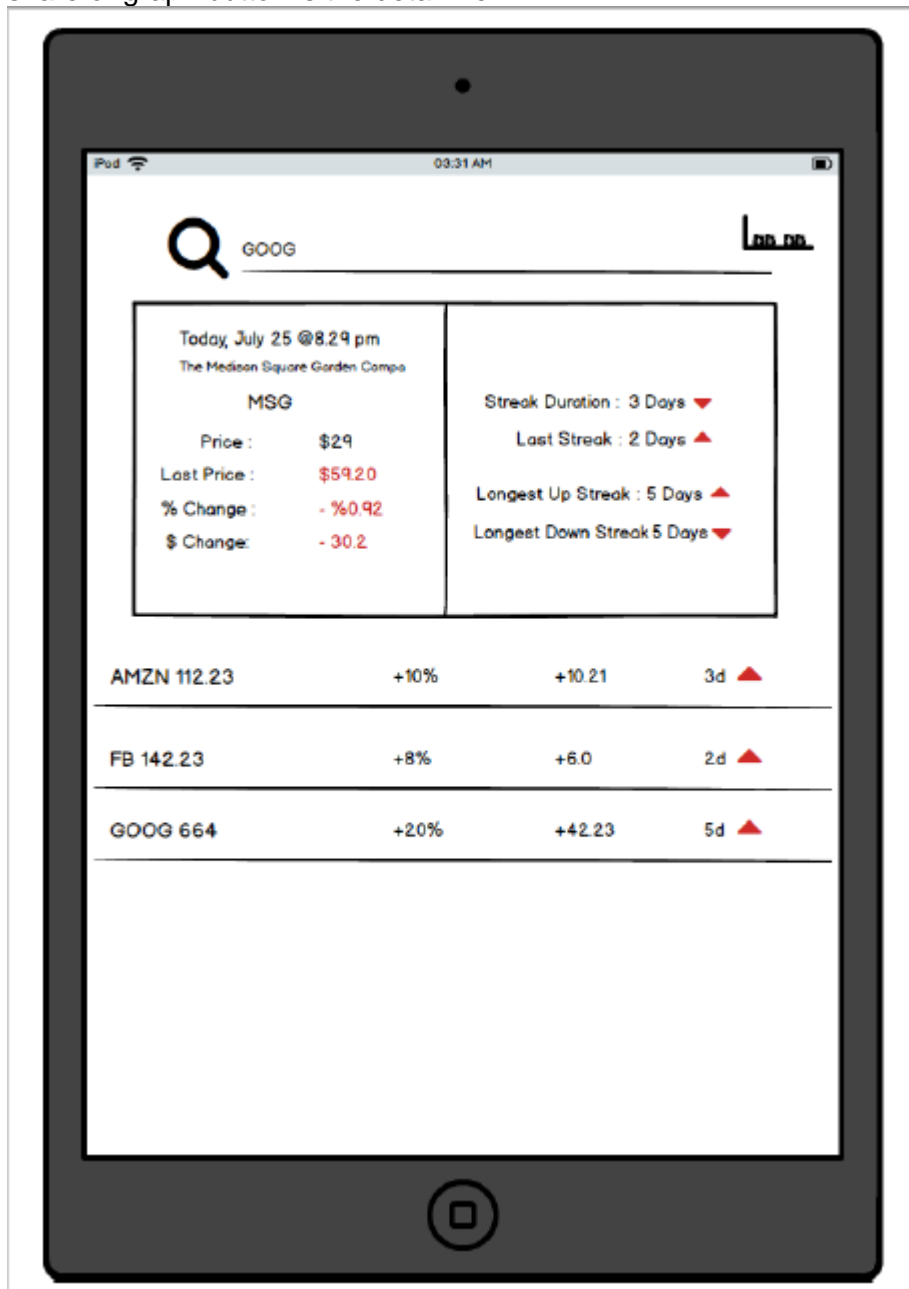 iPod 03:31 AM
GOOG
Today, July 25 @8.29 pm
The Medison Square Garden Compa
MSG
Price : $29
Last Price : $59.20
% Change : - %0.92
$ Change: - 30.2
Streak Duration : 3 Days
Last Streak : 2 Days
Longest Up Streak : 5 Days
Longest Down Streak 5 Days
AMZN 112.23 +10% +10.21 3d
FB 142.23 +8% +6.0 2d
GOOG 664 +20% +42.23 5d